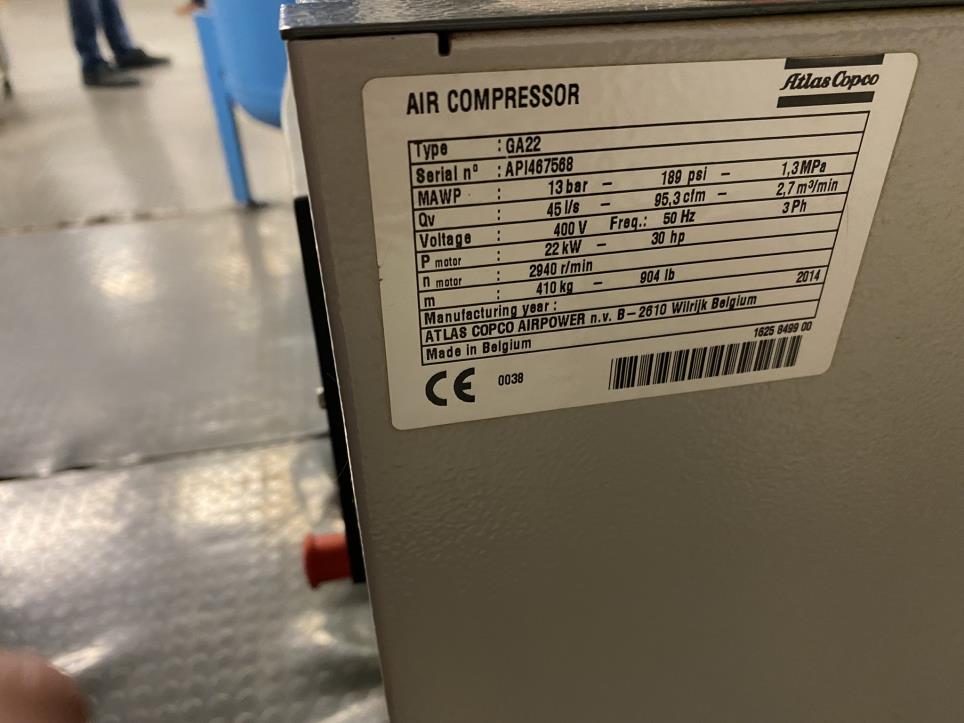 Atlas Copco
AIR COMPRESSOR
Type : GA22
Serial n° : API467568
MAWP : 13 bar – 189 psi – 1,3 MPa
Qv : 45 l/s – 95,3 cfm – 2,7 m³/min
Voltage : 400 V Freq.: 50 Hz 3 Ph
P motor : 22 kW – 30 hp
n motor : 2940 r/min
m : 410 kg – 904 lb
Manufacturing year : 2014
ATLAS COPCO AIRPOWER n.v. B–2610 Wilrijk Belgium
Made in Belgium
1625 8499 00
CE 0038